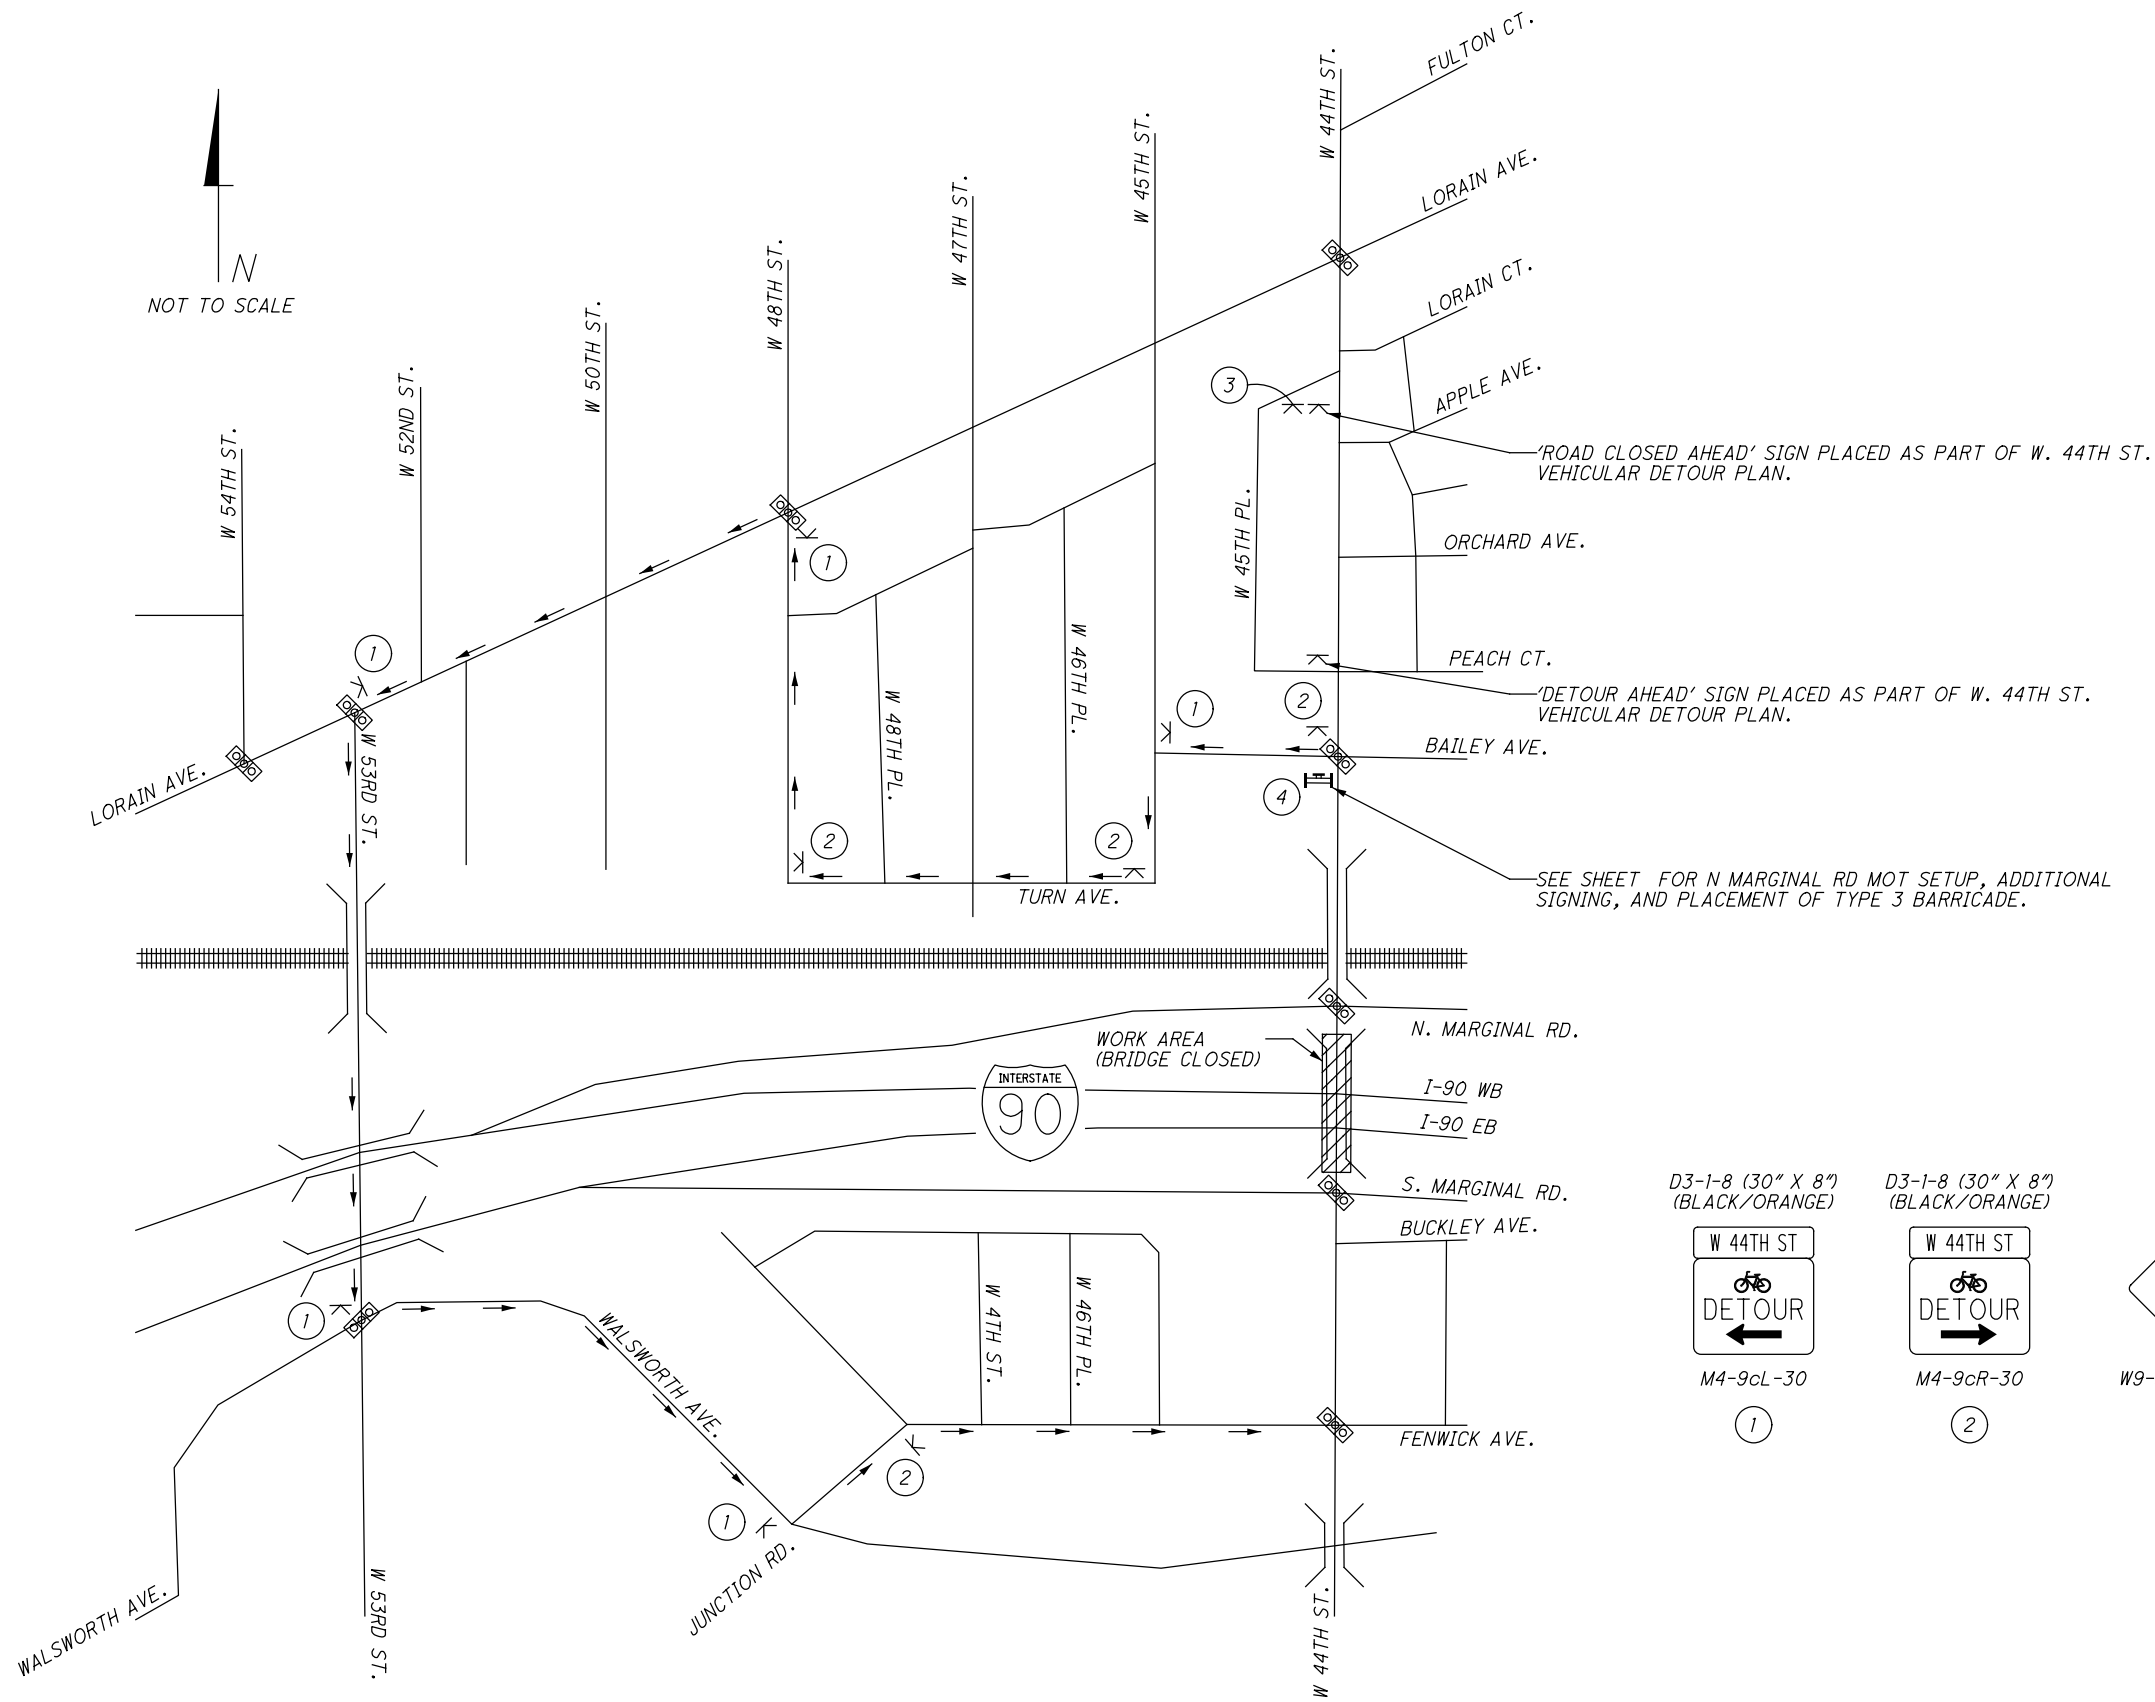 FULTON CT.
W 44TH ST.
W 45TH ST.
LORAIN AVE.
W 47TH ST.
W 48TH ST.
N
NOT TO SCALE
LORAIN CT.
W 50TH ST.
W 52ND ST.
APPLE AVE.
3
W 54TH ST.
'ROAD CLOSED AHEAD' SIGN PLACED AS PART OF W. 44TH ST.
VEHICULAR DETOUR PLAN.
W 45TH PL.
ORCHARD AVE.
1
1
W 46TH PL.
PEACH CT.
'DETOUR AHEAD' SIGN PLACED AS PART OF W. 44TH ST.
VEHICULAR DETOUR PLAN.
2
1
W 48TH PL.
BAILEY AVE.
LORAIN AVE.
W 53RD ST.
4
2
2
TURN AVE.
SEE SHEET FOR N MARGINAL RD MOT SETUP, ADDITIONAL
SIGNING, AND PLACEMENT OF TYPE 3 BARRICADE.
N. MARGINAL RD.
WORK AREA
(BRIDGE CLOSED)
INTERSTATE
90
I-90 WB
I-90 EB
S. MARGINAL RD.
BUCKLEY AVE.
D3-1-8 (30" X 8")
(BLACK/ORANGE)
W 44TH ST
DETOUR
M4-9cL-30
1
D3-1-8 (30" X 8")
(BLACK/ORANGE)
W 44TH ST
DETOUR
M4-9cR-30
2
W9-
1
WALSWORTH AVE.
W 4TH ST.
W 46TH PL.
FENWICK AVE.
2
1
JUNCTION RD.
WALSWORTH AVE.
W 53RD ST.
W 44TH ST.